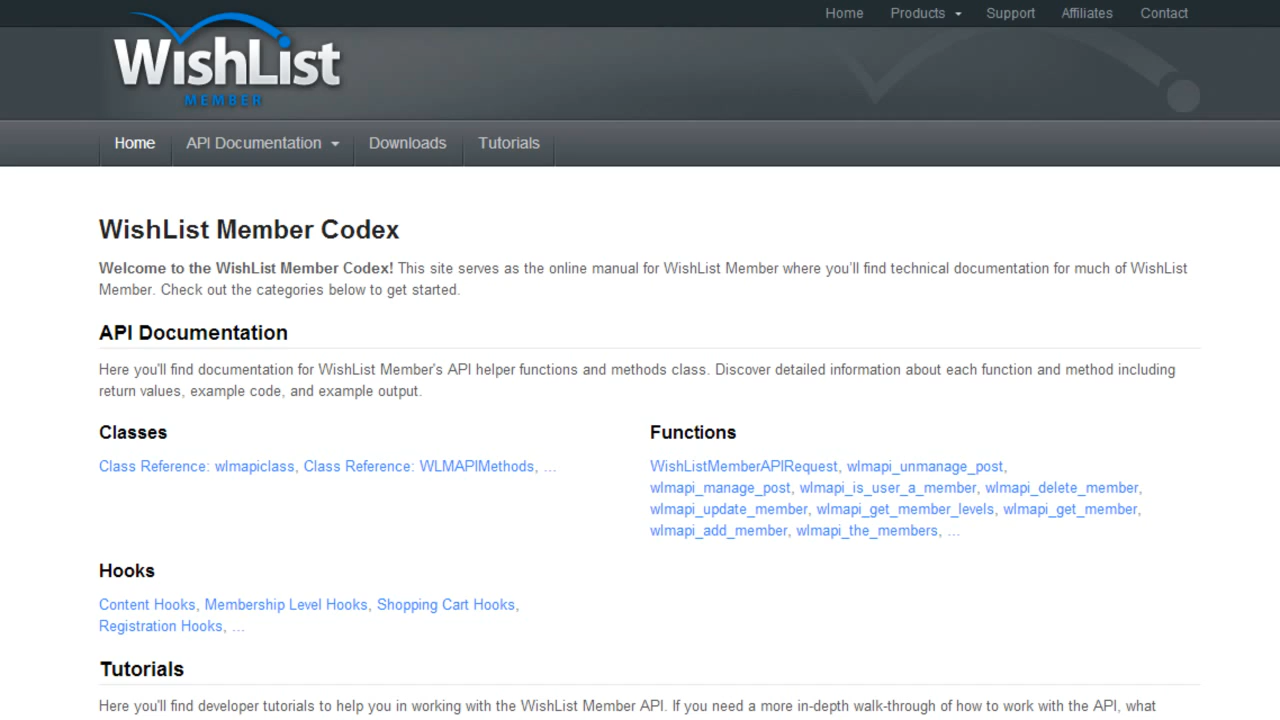 Home Products Support Affiliates Contact
WishList
MEMBER
Home API Documentation Downloads Tutorials
WishList Member Codex
Welcome to the WishList Member Codex! This site serves as the online manual for WishList Member where you'll find technical documentation for much of WishList
Member. Check out the categories below to get started.
API Documentation
Here you'll find documentation for WishList Member's API helper functions and methods class. Discover detailed information about each function and method including
return values, example code, and example output.
Classes
Class Reference: wlmapiclass, Class Reference: WLMAPIMethods, ...
Functions
WishListMemberAPIRequest, wlmapi_unmanage_post,
wlmapi_manage_post, wlmapi_is_user_a_member, wlmapi_delete_member,
wlmapi_update_member, wlmapi_get_member_levels, wlmapi_get_member,
wlmapi_add_member, wlmapi_the_members, ...
Hooks
Content Hooks, Membership Level Hooks, Shopping Cart Hooks,
Registration Hooks, ...
Tutorials
Here you'll find developer tutorials to help you in working with the WishList Member API. If you need a more in-depth walk-through of how to work with the API, what